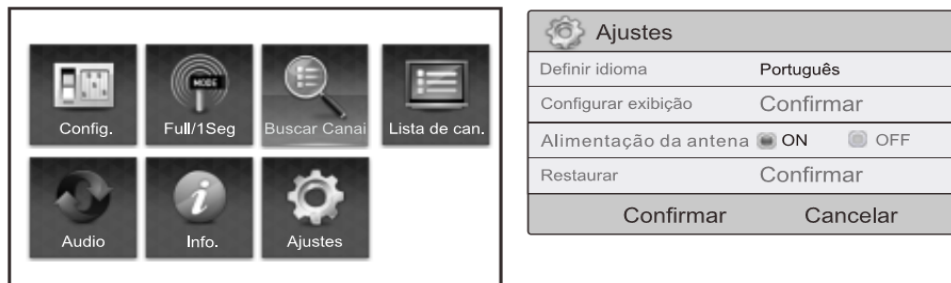 MODE
Config.
Full/1Seg
Buscar Canai
Lista de can.
Audio
Info.
Ajustes
Ajustes
Definir idioma Português
Configurar exibição Confirmar
Alimentação da antena ON OFF
Restaurar Confirmar
Confirmar Cancelar